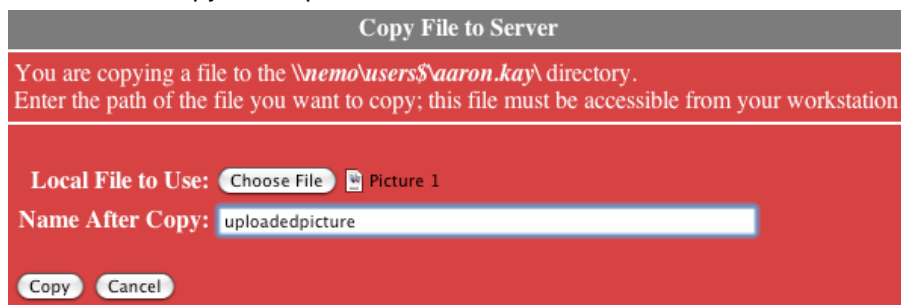 Copy File to Server
You are copying a file to the \\nemo\users$\aaron.kay\ directory.
Enter the path of the file you want to copy; this file must be accessible from your workstation
Local File to Use: Choose File Picture 1
Name After Copy: uploadedpicture
Copy Cancel